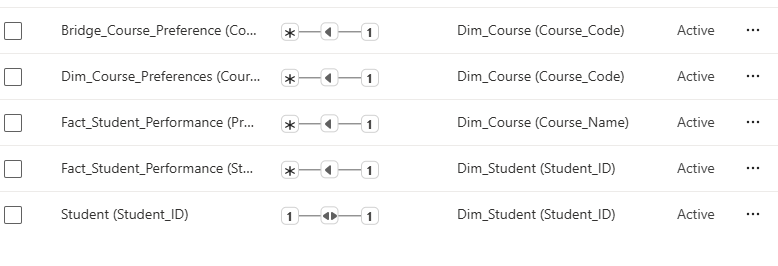 Bridge_Course_Preference (Co... * 1 Dim_Course (Course_Code) Active ...
Dim_Course_Preferences (Cour... * 1 Dim_Course (Course_Code) Active ...
Fact_Student_Performance (Pr... * 1 Dim_Course (Course_Name) Active ...
Fact_Student_Performance (St... * 1 Dim_Student (Student_ID) Active ...
Student (Student_ID) 1 1 Dim_Student (Student_ID) Active ...